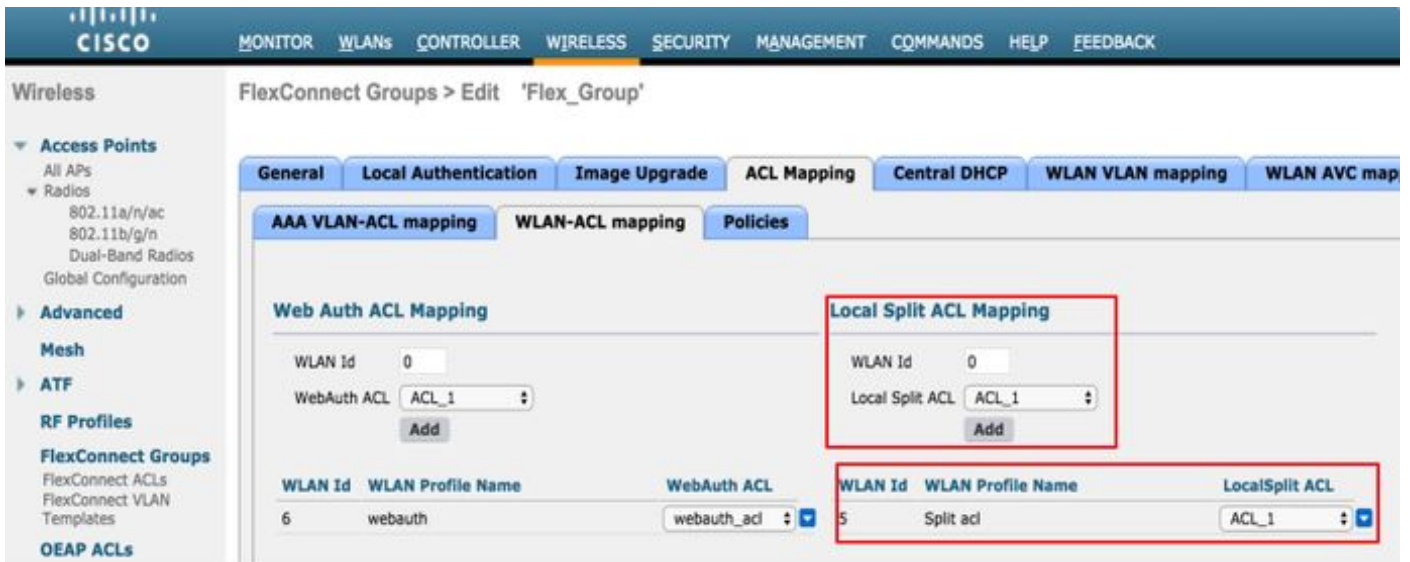 CISCO
MONITOR WLANs CONTROLLER WIRELESS SECURITY MANAGEMENT COMMANDS HELP FEEDBACK
Wireless
Access Points
All APs
Radios
802.11a/n/ac
802.11b/g/n
Dual-Band Radios
Global Configuration
Advanced
Mesh
ATF
RF Profiles
FlexConnect Groups
FlexConnect ACLs
FlexConnect VLAN
Templates
OEAP ACLs
FlexConnect Groups > Edit 'Flex_Group'
General Local Authentication Image Upgrade ACL Mapping Central DHCP WLAN VLAN mapping WLAN AVC map
AAA VLAN-ACL mapping WLAN-ACL mapping Policies
Web Auth ACL Mapping
WLAN Id 0
WebAuth ACL ACL_1
Add
WLAN Id WLAN Profile Name WebAuth ACL
6 webauth webauth_acl
Local Split ACL Mapping
WLAN Id 0
Local Split ACL ACL_1
Add
WLAN Id WLAN Profile Name LocalSplit ACL
5 Split acl ACL_1